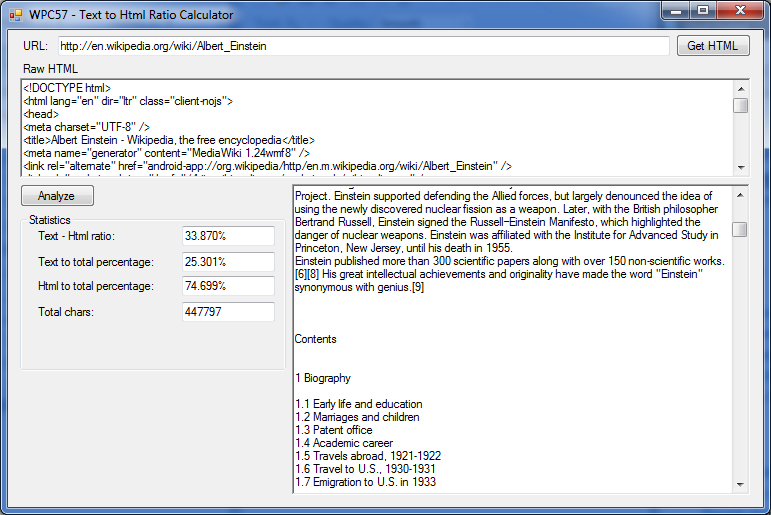 WPC57 - Text to Html Ratio Calculator
URL: http://en.wikipedia.org/wiki/Albert_Einstein Get HTML
Raw HTML
<!DOCTYPE html>
<html lang="en" dir="ltr" class="client-nojs">
<head>
<meta charset="UTF-8" />
<title>Albert Einstein - Wikipedia, the free encyclopedia</title>
<meta name="generator" content="MediaWiki 1.24wmf8" />
<link rel="alternate" href="android-app://org.wikipedia/http/en.m.wikipedia.org/wiki/Albert_Einstein" />
Analyze
Statistics
Text - Html ratio: 33.870%
Text to total percentage: 25.301%
Html to total percentage: 74.699%
Total chars: 447797
Project. Einstein supported defending the Allied forces, but largely denounced the idea of
using the newly discovered nuclear fission as a weapon. Later, with the British philosopher
Bertrand Russell, Einstein signed the Russell–Einstein Manifesto, which highlighted the
danger of nuclear weapons. Einstein was affiliated with the Institute for Advanced Study in
Princeton, New Jersey, until his death in 1955.
Einstein published more than 300 scientific papers along with over 150 non-scientific works.
[6][8] His great intellectual achievements and originality have made the word "Einstein"
synonymous with genius.[9]
Contents
1 Biography
1.1 Early life and education
1.2 Marriages and children
1.3 Patent office
1.4 Academic career
1.5 Travels abroad, 1921-1922
1.6 Travel to U.S., 1930-1931
1.7 Emigration to U.S. in 1933